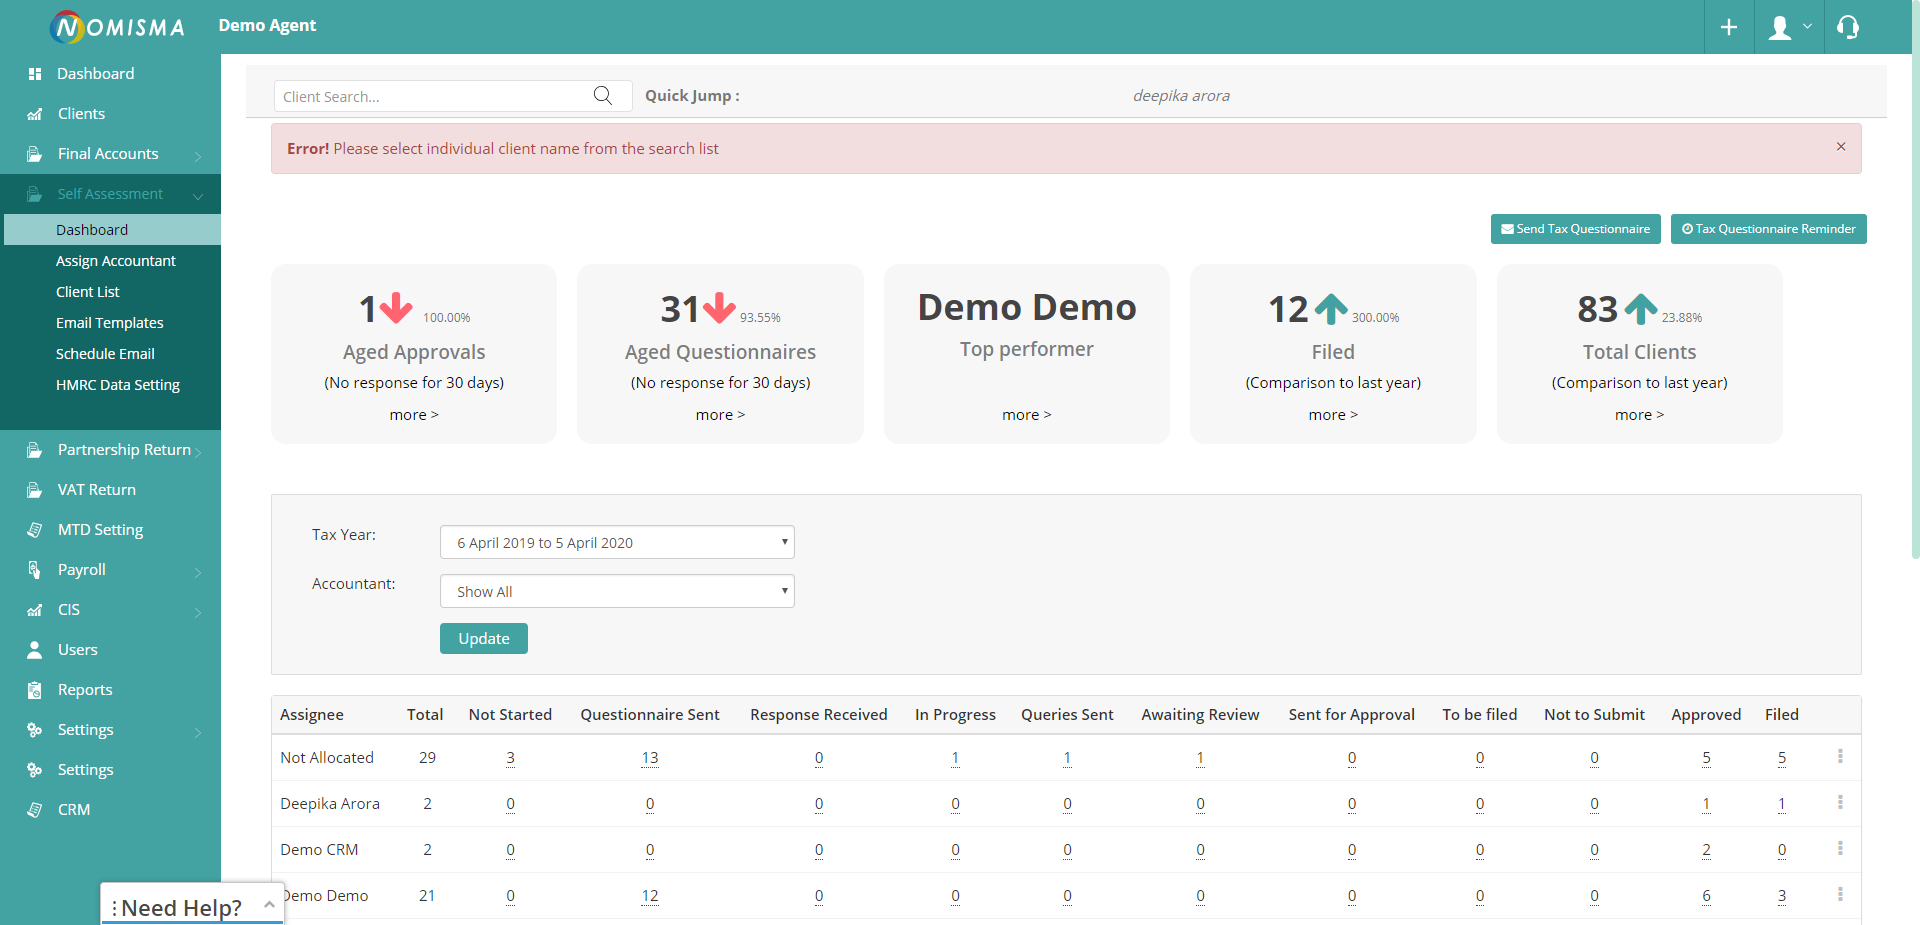 NOMISMA
Demo Agent
Dashboard
Clients
Final Accounts
Self Assessment
Dashboard
Assign Accountant
Client List
Email Templates
Schedule Email
HMRC Data Setting
Partnership Return
VAT Return
MTD Setting
Payroll
CIS
Users
Reports
Settings
Settings
CRM
Need Help?
Client Search...
Quick Jump :
deepika arora
Error! Please select individual client name from the search list
×
Send Tax Questionnaire
Tax Questionnaire Reminder
1 100.00%
Aged Approvals
(No response for 30 days)
more >
31 93.55%
Aged Questionnaires
(No response for 30 days)
more >
Demo Demo
Top performer
more >
12 300.00%
Filed
(Comparison to last year)
more >
83 23.88%
Total Clients
(Comparison to last year)
more >
Tax Year: 6 April 2019 to 5 April 2020
Accountant: Show All
Update
Assignee Total Not Started Questionnaire Sent Response Received In Progress Queries Sent Awaiting Review Sent for Approval To be filed Not to Submit Approved Filed
Not Allocated 29 3 13 0 1 1 1 0 0 0 5 5
Deepika Arora 2 0 0 0 0 0 0 0 0 0 1 1
Demo CRM 2 0 0 0 0 0 0 0 0 0 2 0
Demo Demo 21 0 12 0 0 0 0 0 0 0 6 3